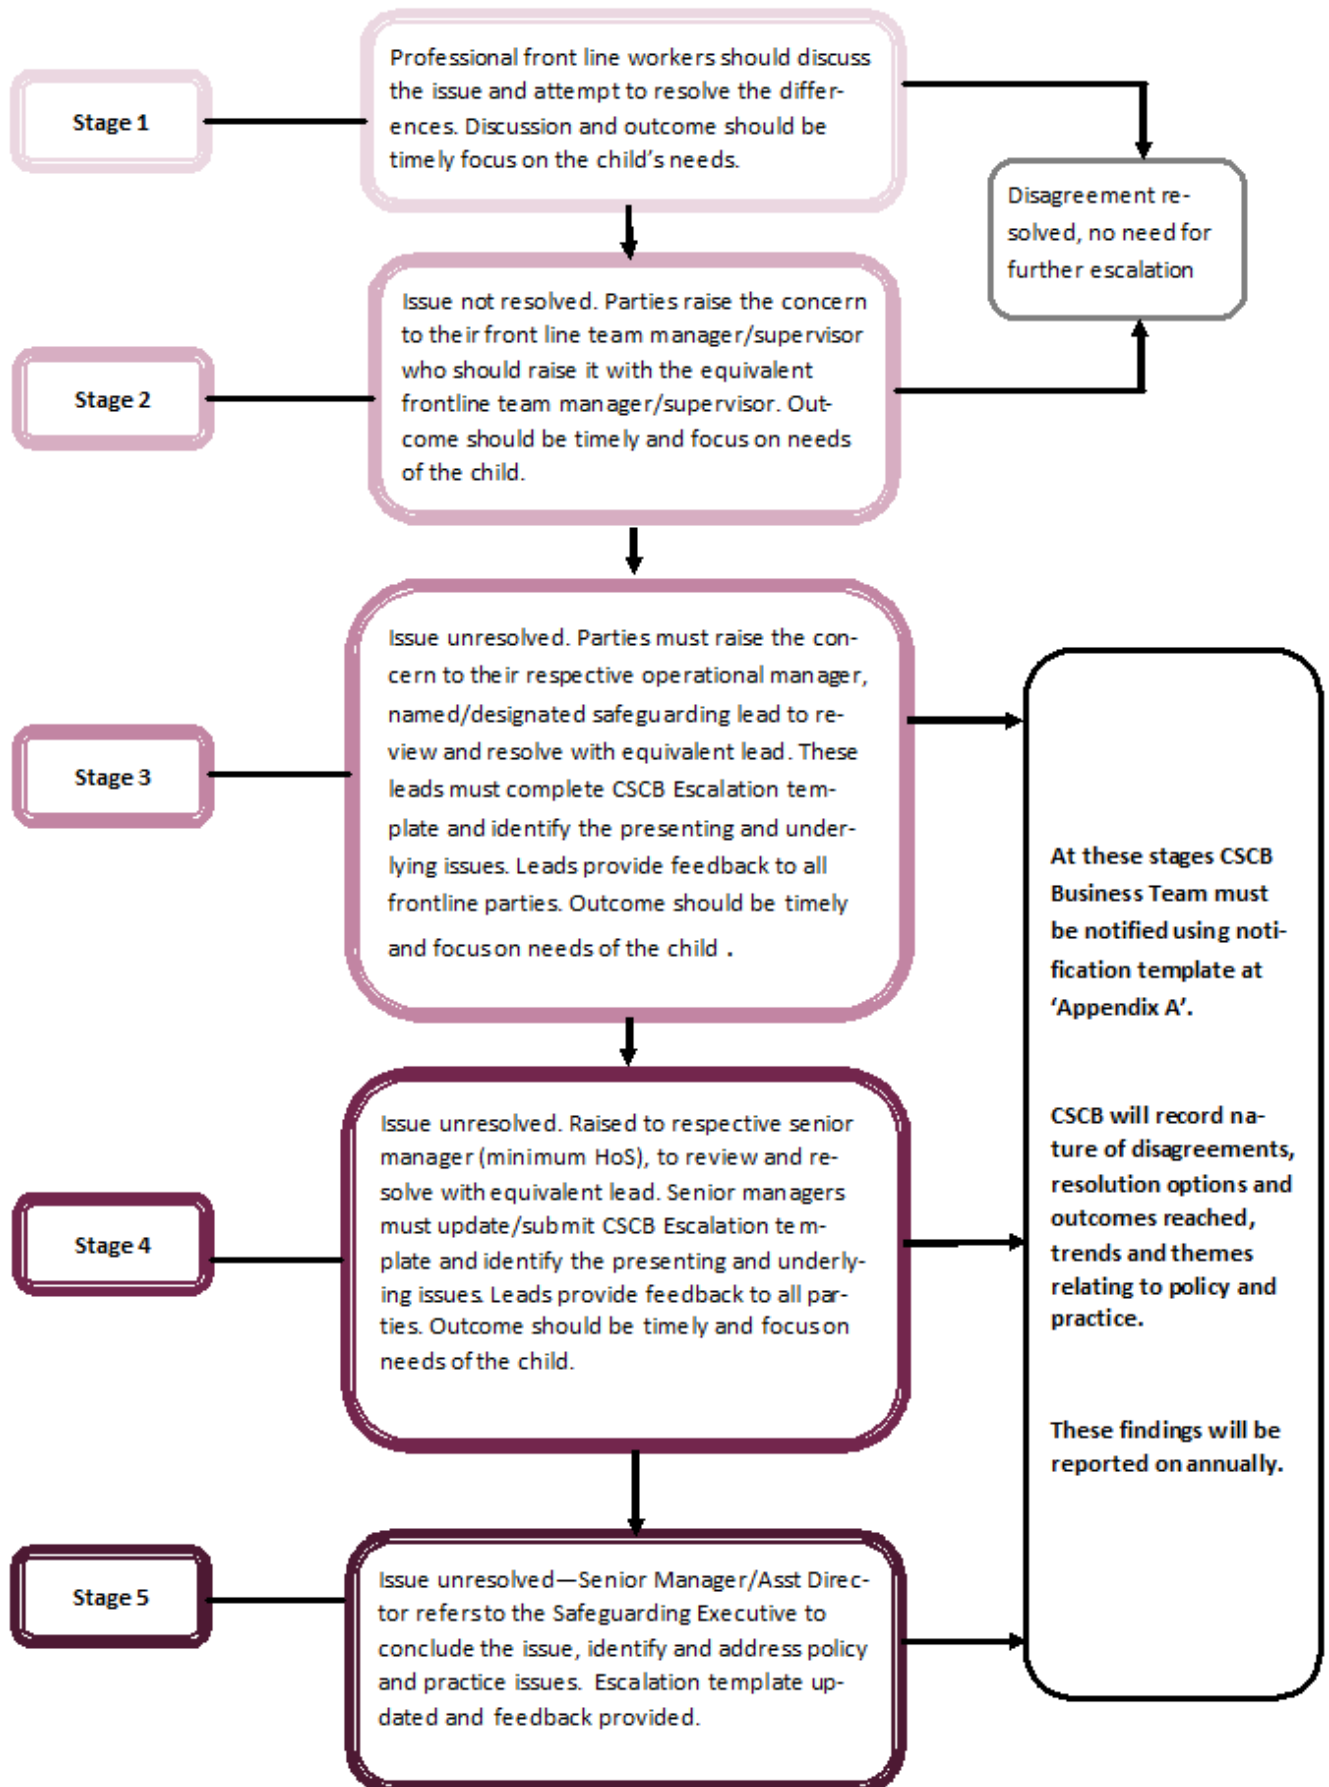 Stage 1
Professional front line workers should discuss
the issue and attempt to resolve the differ-
ences. Discussion and outcome should be
timely focus on the child's needs.
Disagreement re-
solved, no need for
further escalation
Stage 2
Issue not resolved. Parties raise the concern
to their front line team manager/supervisor
who should raise it with the equivalent
frontline team manager/supervisor. Out-
come should be timely and focus on needs
of the child.
Stage 3
Issue unresolved. Parties must raise the con-
cern to their respective operational manager,
named/designated safeguarding lead to re-
view and resolve with equivalent lead. These
leads must complete CSCB Escalation tem-
plate and identify the presenting and under-
lying issues. Leads provide feedback to all
frontline parties. Outcome should be timely
and focus on needs of the child .
Stage 4
Issue unresolved. Raised to respective senior
manager (minimum HoS), to review and re-
solve with equivalent lead. Senior managers
must update/submit CSCB Escalation tem-
plate and identify the presenting and underly-
ing issues. Leads provide feedback to all par-
ties. Outcome should be timely and focus on
needs of the child.
Stage 5
Issue unresolved—Senior Manager/Asst Direc-
tor refers to the Safeguarding Executive to
conclude the issue, identify and address policy
and practice issues. Escalation template up-
dated and feedback provided.
At these stages CSCB
Business Team must
be notified using noti-
fication template at
‘Appendix A’.
CSCB will record na-
ture of disagreements,
resolution options and
outcomes reached,
trends and themes
relating to policy and
practice.
These findings will be
reported on annually.